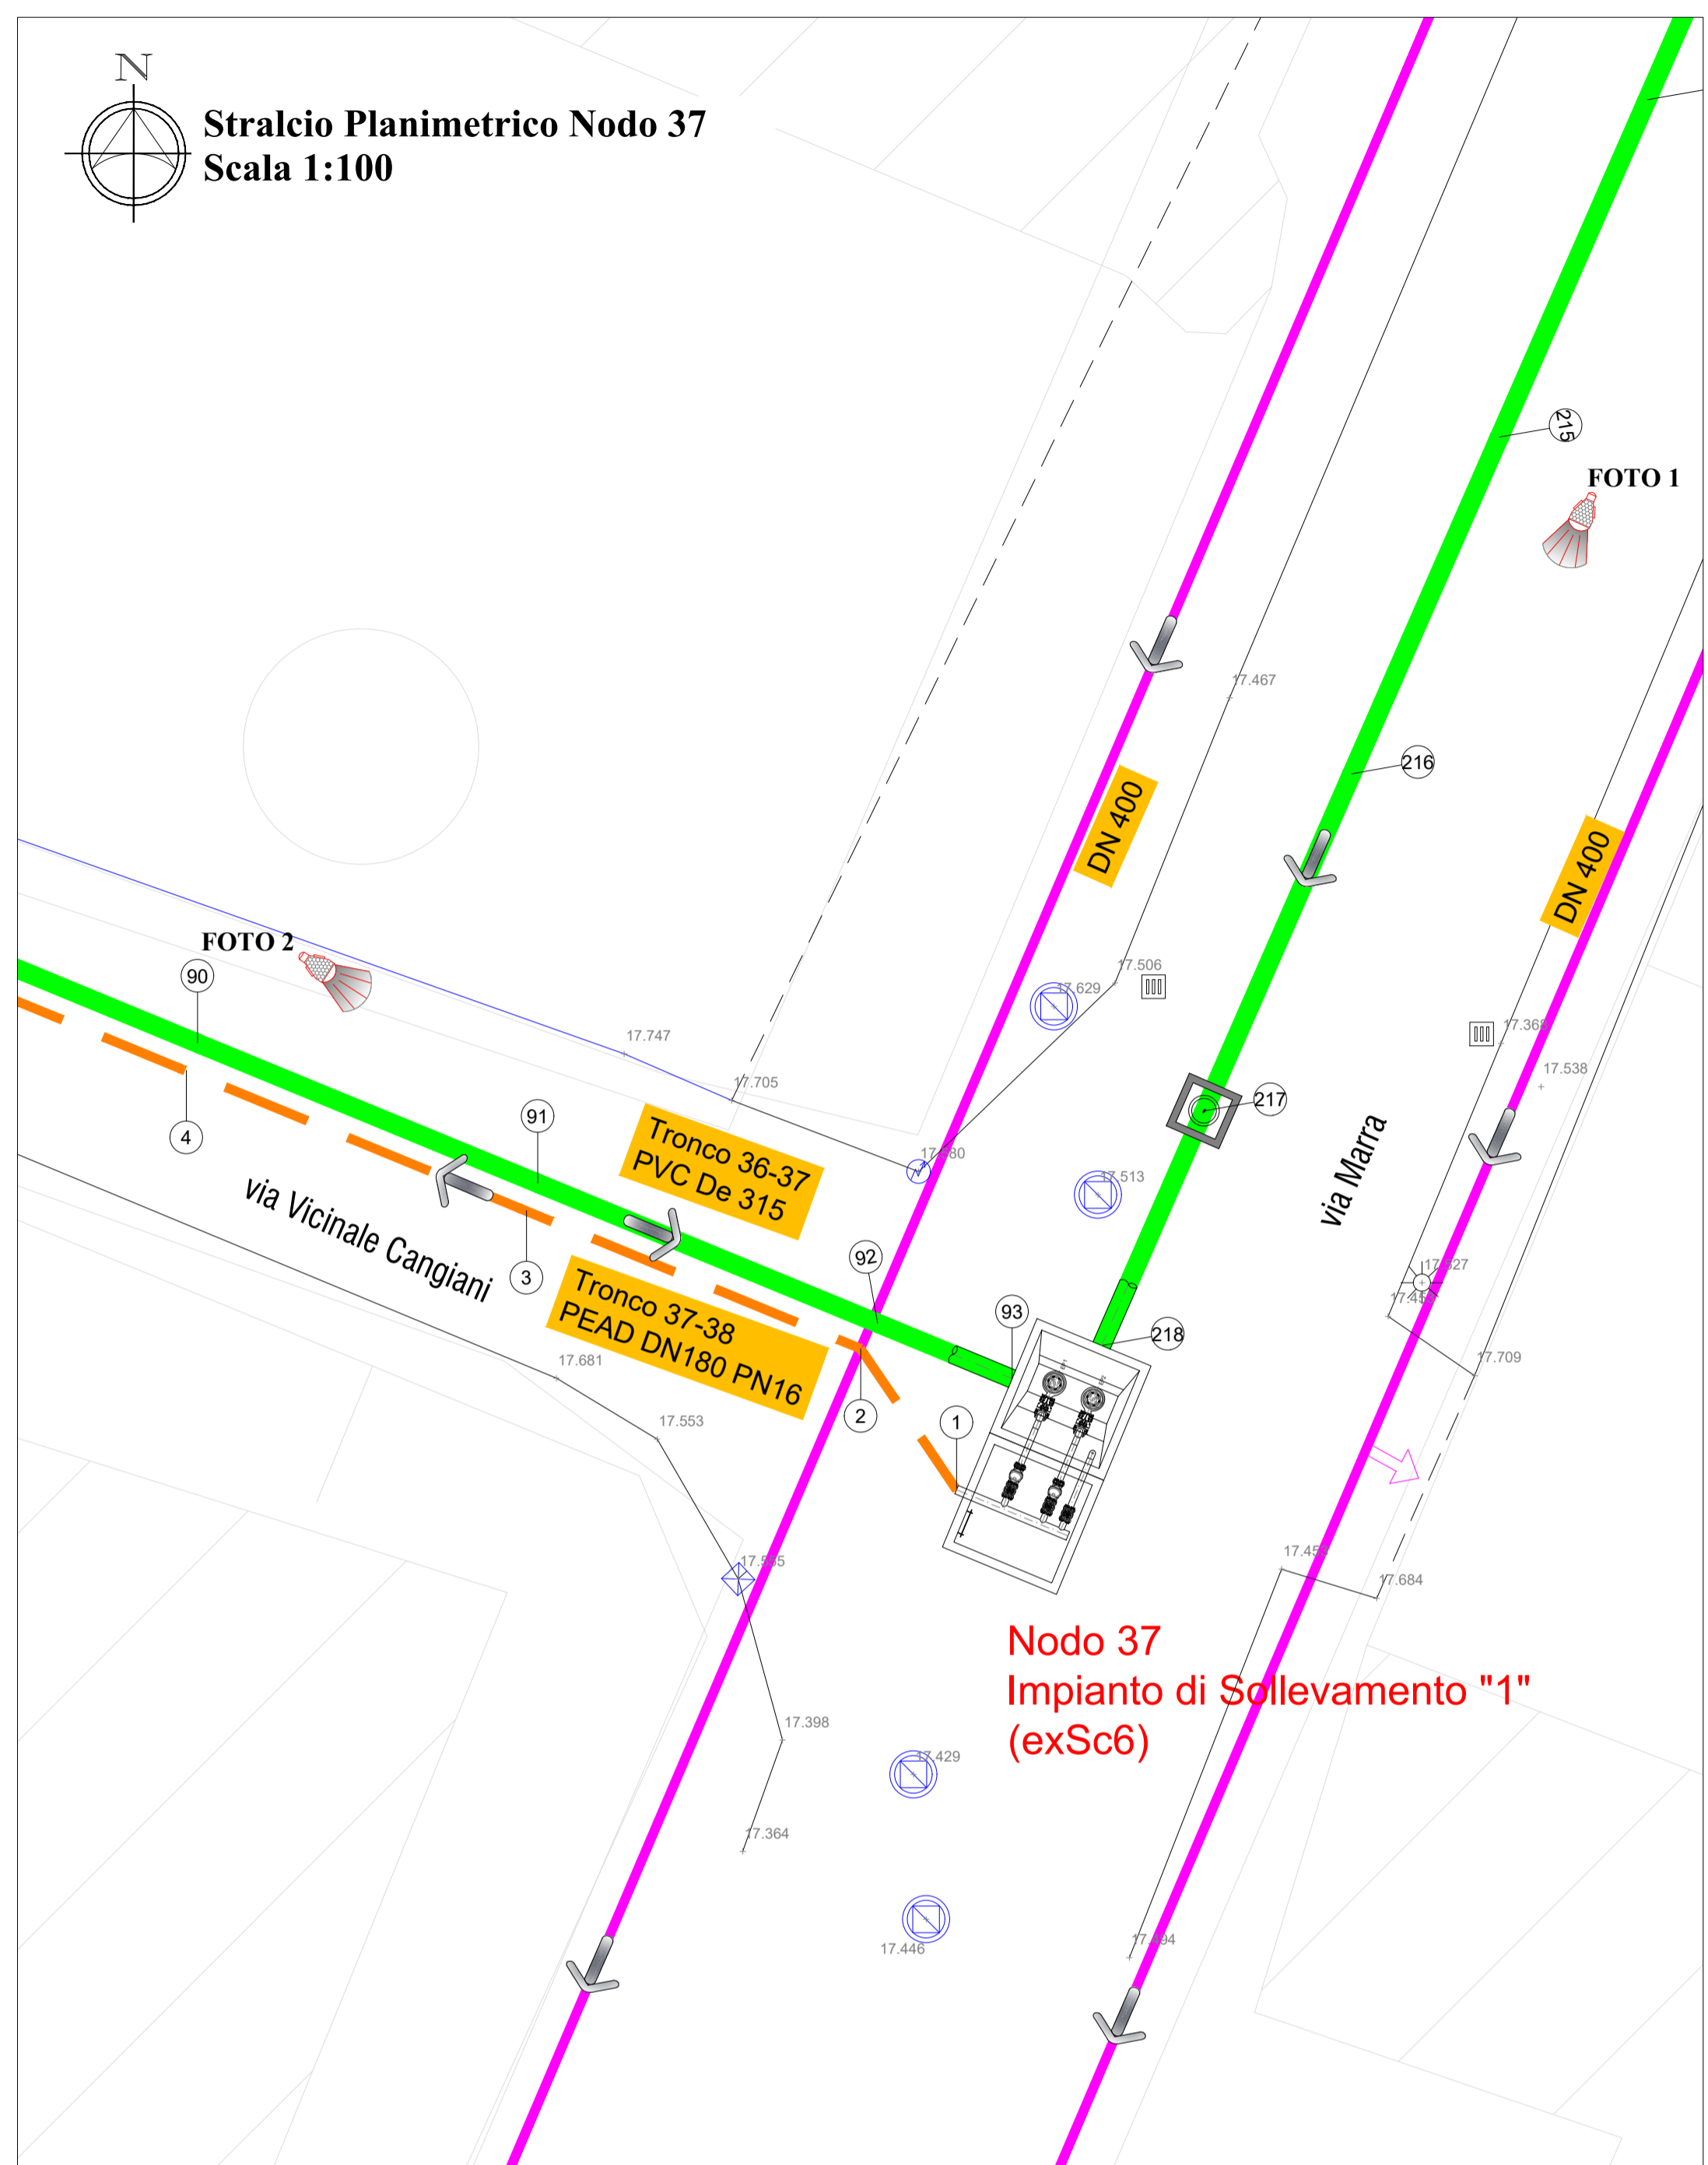 N
Stralcio Planimetrico Nodo 37
Scala 1:100
215
FOTO 1
17.467
216
DN 400
DN 400
FOTO 2
90
17.506
17.629
17.368
17.538
17.747
17.705
217
91
4
Tronco 36-37
PVC De 315
17.513
via Marra
via Vicinale Cangiani
3
92
Tronco 37-38
PEAD DN180 PN16
93
218
17.681
17.709
2
1
17.553
17.684
Nodo 37
Impianto di Sollevamento "1"
(exSc6)
17.398
17.429
17.364
17.446